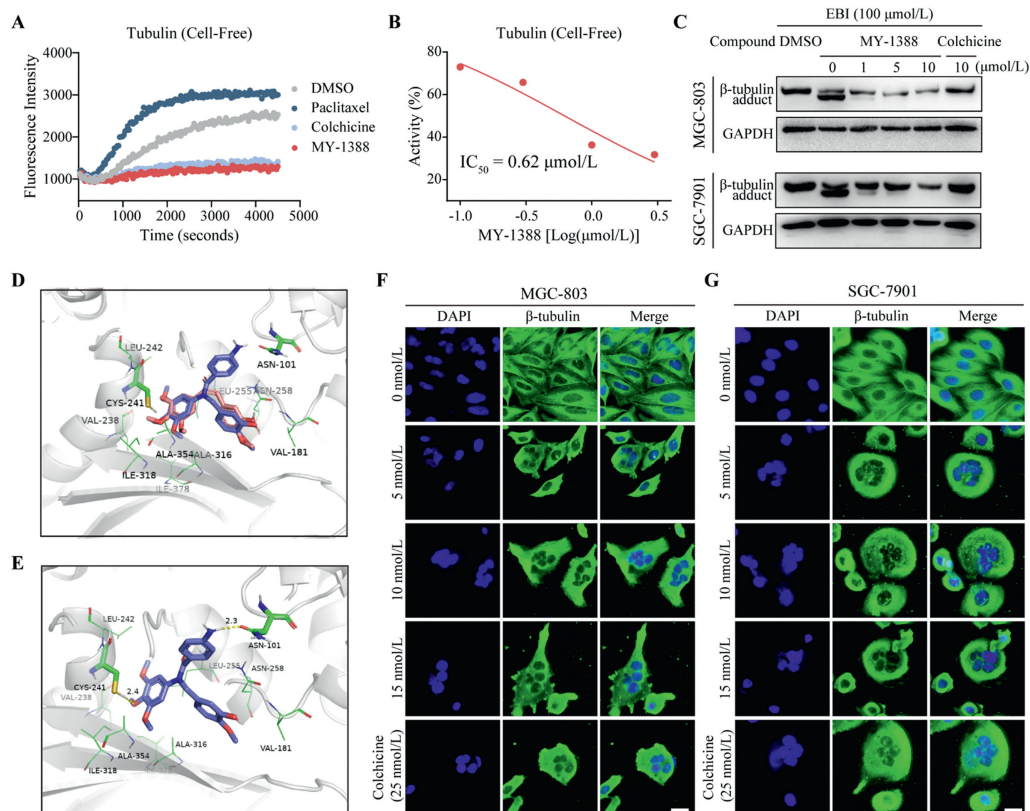 A
Tubulin (Cell-Free)
Fluorescence Intensity
4000
3000
2000
1000
0
1000
2000
3000
4000
5000
Time (seconds)
DMSO
Paclitaxel
Colchicine
MY-1388
B
Tubulin (Cell-Free)
Activity (%)
80
60
40
20
IC50 = 0.62 μmol/L
-1.0
-0.5
0.0
0.5
MY-1388 [Log(μmol/L)]
C
EBI (100 μmol/L)
Compound DMSO MY-1388 Colchicine
0 1 5 10 10 (μmol/L)
MGC-803
β-tubulin
adduct
GAPDH
SGC-7901
β-tubulin
adduct
GAPDH
D
LEU-242
ASN-101
CYS-241
EU-255
ASN-258
VAL-238
ALA-354
ALA-316
VAL-181
ILE-318
ILE-378
E
LEU-242
2.3
ASN-101
LEU-255
ASN-258
CYS-241
2.4
VAL-238
VAL-181
ALA-316
ALA-354
ILE-318
F
MGC-803
DAPI β-tubulin Merge
0 nmol/L
5 nmol/L
10 nmol/L
15 nmol/L
Colchicine
(25 nmol/L)
G
SGC-7901
DAPI β-tubulin Merge
0 nmol/L
5 nmol/L
10 nmol/L
15 nmol/L
Colchicine
(25 nmol/L)